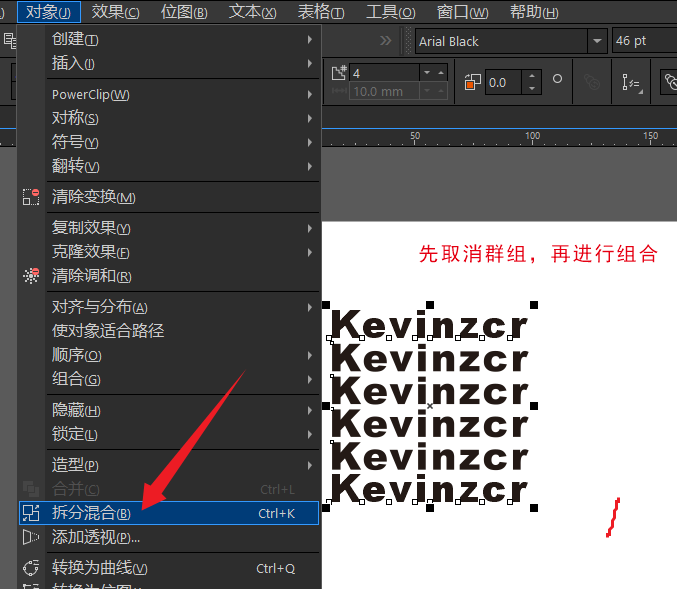 对象(J) 效果(C) 位图(B) 文本(X) 表格(T) 工具(O) 窗口(W) 帮助(H)
Arial Black 46 pt
4 0.0
10.0 mm
50 100 150
创建(T)
插入(I)
PowerClip(W)
对称(S)
符号(Y)
翻转(V)
清除变换(M)
复制效果(Y)
克隆效果(F)
清除调和(R)
对齐与分布(A)
使对象适合路径
顺序(O)
组合(G)
隐藏(H)
锁定(L)
造型(P)
合并(C) Ctrl+L
拆分混合(B) Ctrl+K
添加透视(P)...
转换为曲线(V) Ctrl+Q
先取消群组，再进行组合
Kevinzcr
Kevinzcr
Kevinzcr
Kevinzcr
Kevinzcr
Kevinzcr